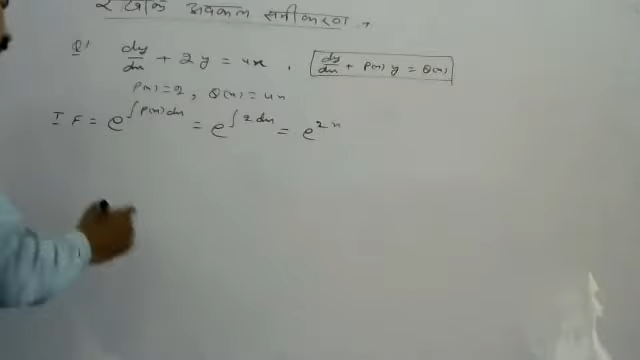 रैखिक अवकल समीकरण
Q! dy/dx + 2y = 4x , dy/dx + P(x) y = Q(x)
P(x) = 2 , Q(x) = 4x
I F = e^∫P(x)dx = e^∫2dx = e^2x